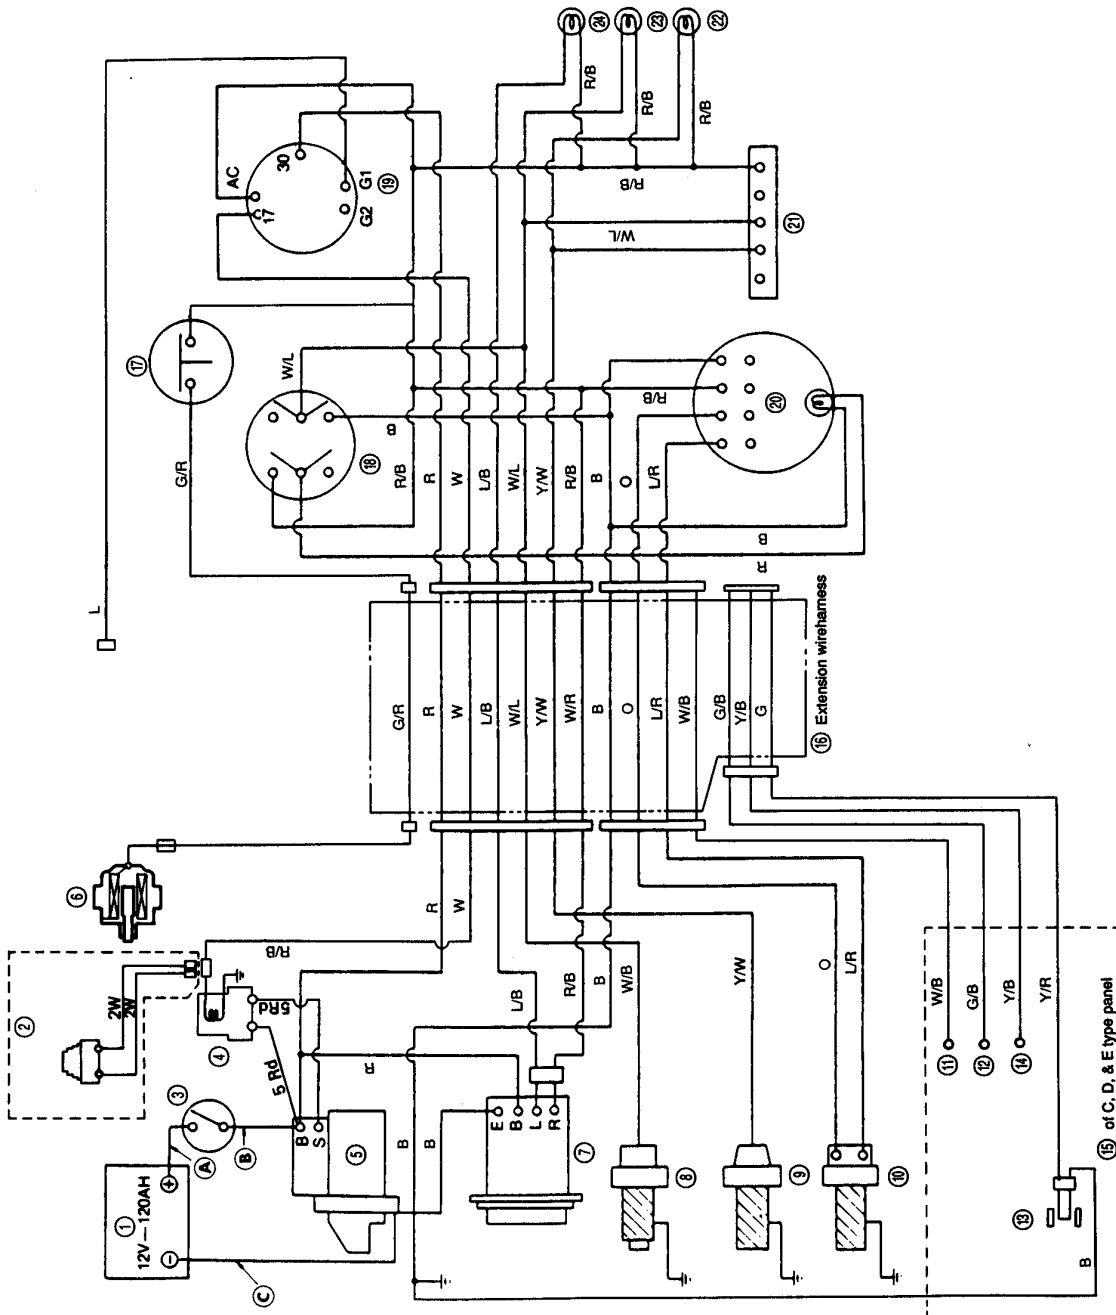 24
23
22
R/B
R/B
R/B
AC
30
17
G1
G2
19
R/B
W/L
21
17
W/L
18
B
G/R
R/B
R
W
L/B
W/L
Y/W
R/B
B
O
L/R
R/B
20
B
R
L
G/R
R
W
L/B
W/L
Y/W
W/R
B
O
L/R
W/B
G/B
Y/B
G
16 Extension wireharness
6
R
W
R/B
2
2W
2W
4
5Rd
5 Rd
3
A
B
1
12V—120AH
+
−
C
B
S
5
R
L/B
R/B
B
W/B
Y/W
O
L/R
E
B
L
R
7
B
B
8
9
10
W/B
G/B
Y/B
Y/R
11
12
14
13
B
15 of C, D, & E type panel